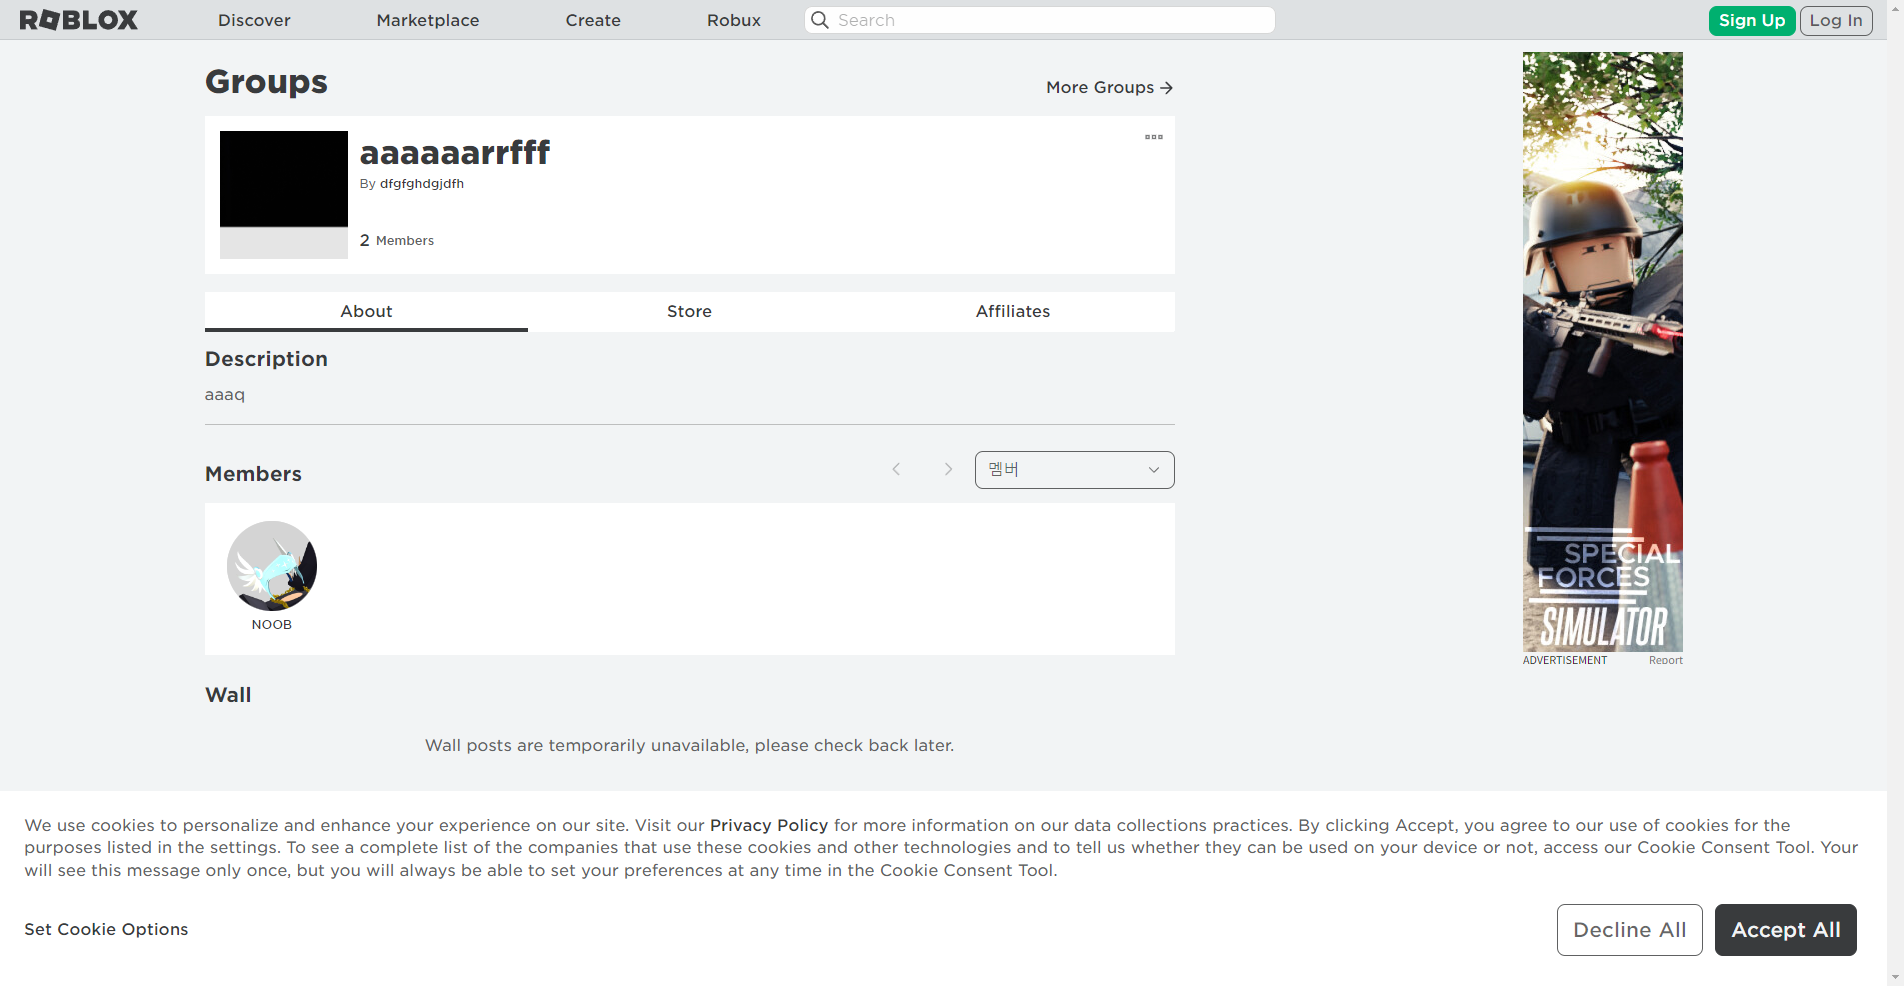 ROBLOX
Discover
Marketplace
Create
Robux
Search
Sign Up
Log In
Groups
More Groups
aaaaaarrfff
By dfgfghdgjdfh
2 Members
About
Store
Affiliates
Description
aaaq
Members
멤버
NOOB
Wall
Wall posts are temporarily unavailable, please check back later.
SPECIAL
FORCES
SIMULATOR
ADVERTISEMENT
Report
We use cookies to personalize and enhance your experience on our site. Visit our Privacy Policy for more information on our data collections practices. By clicking Accept, you agree to our use of cookies for the
purposes listed in the settings. To see a complete list of the companies that use these cookies and other technologies and to tell us whether they can be used on your device or not, access our Cookie Consent Tool. Your
will see this message only once, but you will always be able to set your preferences at any time in the Cookie Consent Tool.
Set Cookie Options
Decline All
Accept All